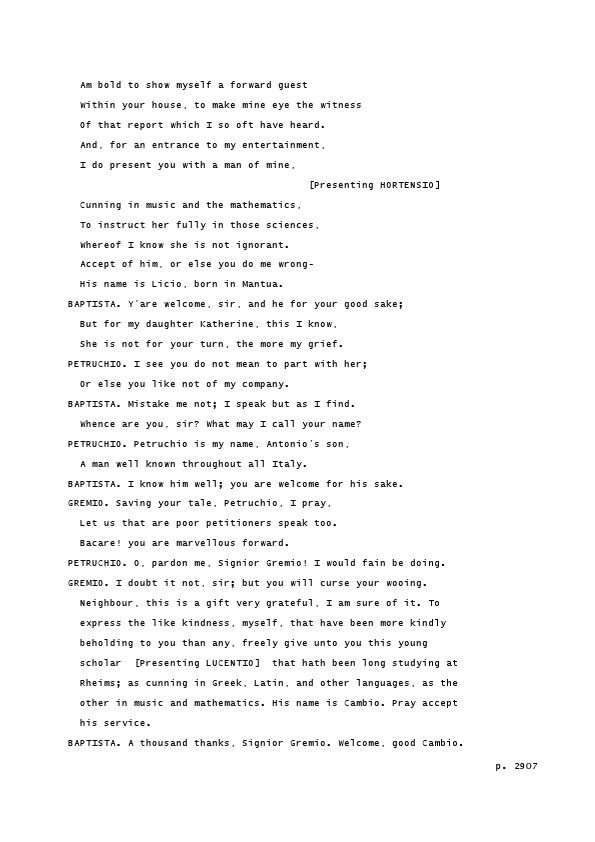 Am bold to show myself a forward guest
Within your house, to make mine eye the witness
Of that report which I so oft have heard.
And, for an entrance to my entertainment,
I do present you with a man of mine,
[Presenting HORTENSIO]
Cunning in music and the mathematics,
To instruct her fully in those sciences,
Whereof I know she is not ignorant.
Accept of him, or else you do me wrong-
His name is Licio, born in Mantua.
BAPTISTA. Y'are welcome, sir, and he for your good sake;
But for my daughter Katherine, this I know,
She is not for your turn, the more my grief.
PETRUCHIO. I see you do not mean to part with her;
Or else you like not of my company.
BAPTISTA. Mistake me not; I speak but as I find.
Whence are you, sir? What may I call your name?
PETRUCHIO. Petruchio is my name, Antonio's son,
A man well known throughout all Italy.
BAPTISTA. I know him well; you are welcome for his sake.
GREMIO. Saving your tale, Petruchio, I pray,
Let us that are poor petitioners speak too.
Bacare! you are marvellous forward.
PETRUCHIO. O, pardon me, Signior Gremio! I would fain be doing.
GREMIO. I doubt it not, sir; but you will curse your wooing.
Neighbour, this is a gift very grateful, I am sure of it. To
express the like kindness, myself, that have been more kindly
beholding to you than any, freely give unto you this young
scholar [Presenting LUCENTIO] that hath been long studying at
Rheims; as cunning in Greek, Latin, and other languages, as the
other in music and mathematics. His name is Cambio. Pray accept
his service.
BAPTISTA. A thousand thanks, Signior Gremio. Welcome, good Cambio.
p. 2907